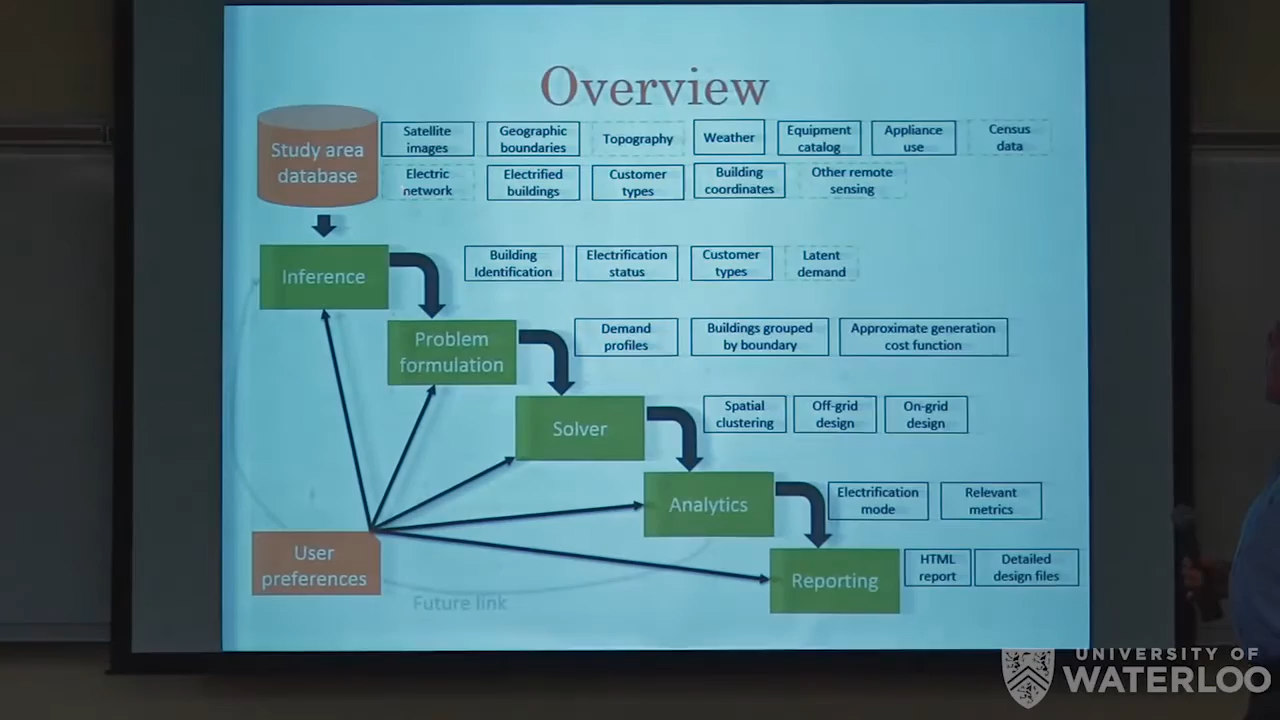 Overview
Study area
database
Satellite
images
Geographic
boundaries
Topography
Weather
Equipment
catalog
Appliance
use
Census
data
Electric
network
Electrified
buildings
Customer
types
Building
coordinates
Other remote
sensing
Inference
Building
Identification
Electrification
status
Customer
types
Latent
demand
Problem
formulation
Demand
profiles
Buildings grouped
by boundary
Approximate generation
cost function
Solver
Spatial
clustering
Off-grid
design
On-grid
design
Analytics
Electrification
mode
Relevant
metrics
User
preferences
Reporting
HTML
report
Detailed
design files
Future link
UNIVERSITY OF
WATERLOO